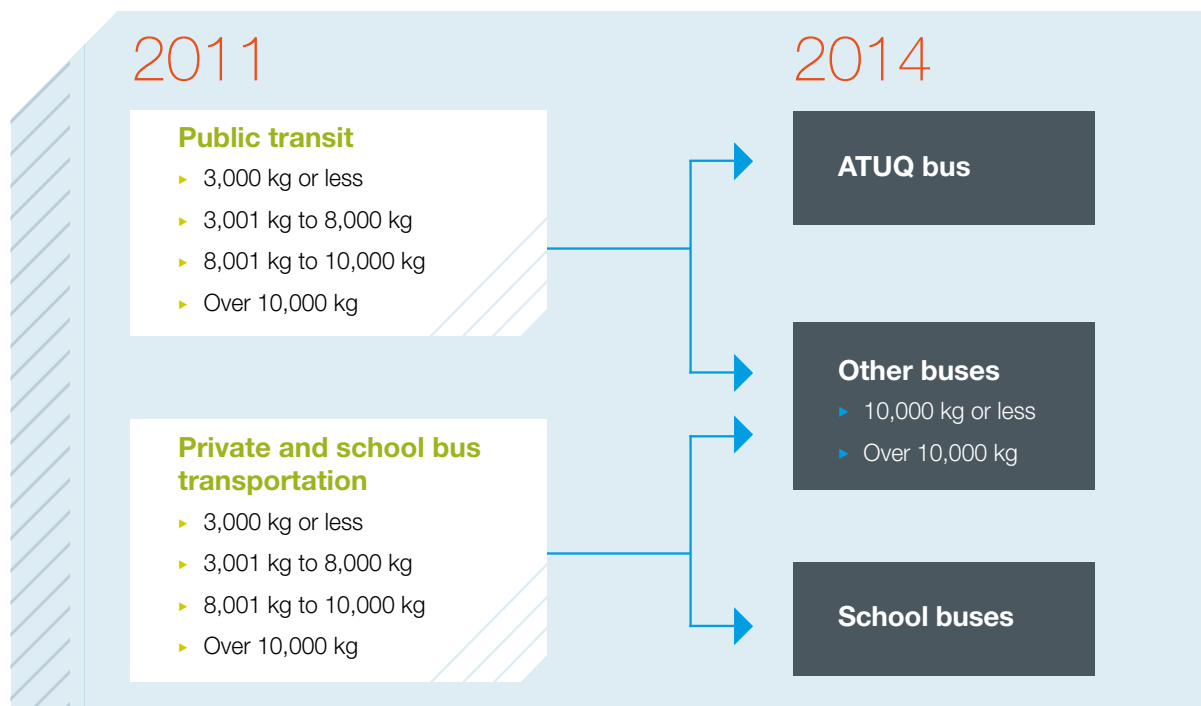 2011
Public transit
▸ 3,000 kg or less
▸ 3,001 kg to 8,000 kg
▸ 8,001 kg to 10,000 kg
▸ Over 10,000 kg
Private and school bus
transportation
▸ 3,000 kg or less
▸ 3,001 kg to 8,000 kg
▸ 8,001 kg to 10,000 kg
▸ Over 10,000 kg
2014
ATUQ bus
Other buses
▸ 10,000 kg or less
▸ Over 10,000 kg
School buses